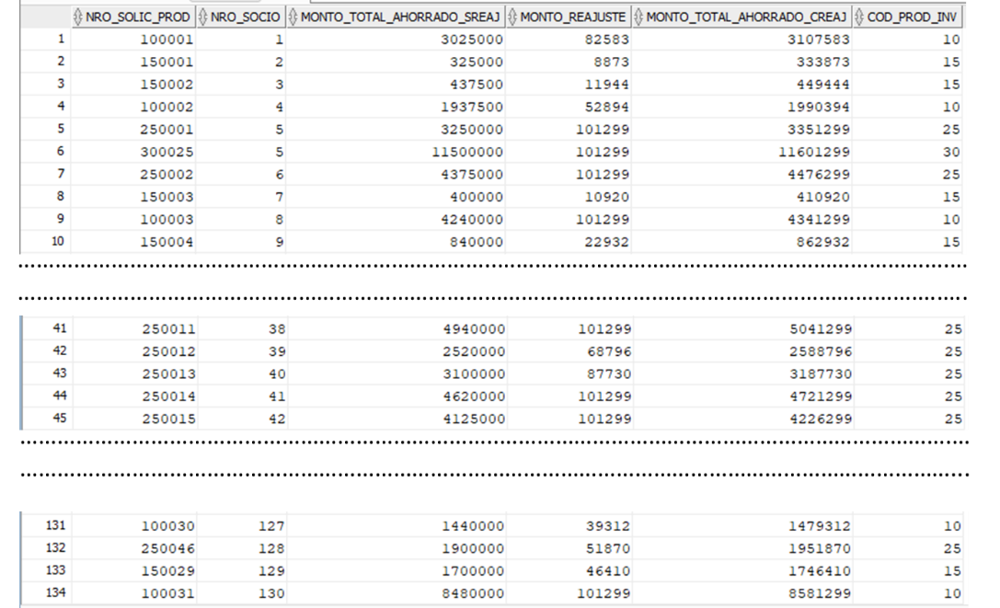 NRO_SOLIC_PROD NRO_SOCIO MONTO_TOTAL_AHORRADO_SREAJ MONTO_REAJUSTE MONTO_TOTAL_AHORRADO_CREAJ COD_PROD_INV
1 100001 1 3025000 82583 3107583 10
2 150001 2 325000 8873 333873 15
3 150002 3 437500 11944 449444 15
4 100002 4 1937500 52894 1990394 10
5 250001 5 3250000 101299 3351299 25
6 300025 5 11500000 101299 11601299 30
7 250002 6 4375000 101299 4476299 25
8 150003 7 400000 10920 410920 15
9 100003 8 4240000 101299 4341299 10
10 150004 9 840000 22932 862932 15
41 250011 38 4940000 101299 5041299 25
42 250012 39 2520000 68796 2588796 25
43 250013 40 3100000 87730 3187730 25
44 250014 41 4620000 101299 4721299 25
45 250015 42 4125000 101299 4226299 25
131 100030 127 1440000 39312 1479312 10
132 250046 128 1900000 51870 1951870 25
133 150029 129 1700000 46410 1746410 15
134 100031 130 8480000 101299 8581299 10